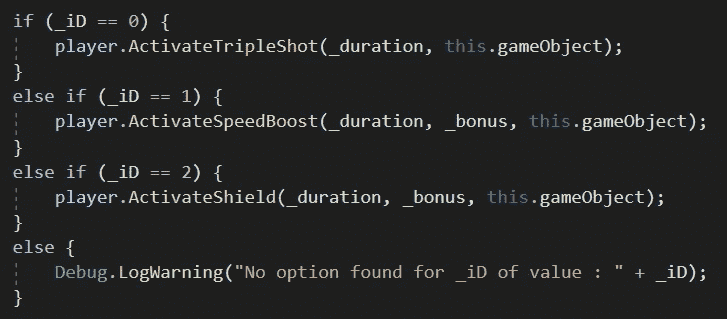 if (_iD == 0) {
    player.ActivateTripleShot(_duration, this.gameObject);
}
else if (_iD == 1) {
    player.ActivateSpeedBoost(_duration, _bonus, this.gameObject);
}
else if (_iD == 2) {
    player.ActivateShield(_duration, _bonus, this.gameObject);
}
else {
    Debug.LogWarning("No option found for _iD of value : " + _iD);
}